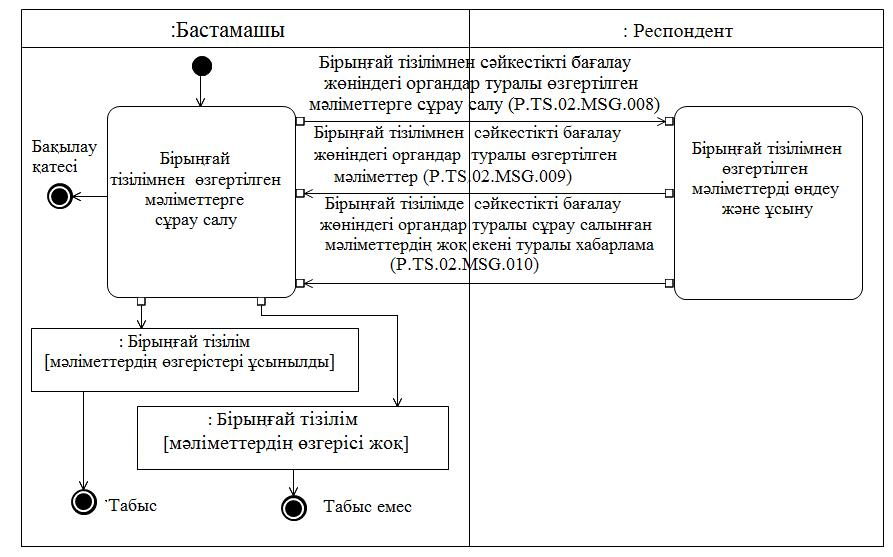 :Бастамашы
: Респондент
Бірыңғай тізілімнен сәйкестікті бағалау
жөніндегі органдар туралы өзгертілген
мәліметтерге сұрау салу (P.TS.02.MSG.008)
Бірыңғай тізілімнен сәйкестікті бағалау
жөніндегі органдар туралы өзгертілген
мәліметтер (P.TS.02.MSG.009)
Бірыңғай тізілімде сәйкестікті бағалау
жөніндегі органдар туралы сұрау салынған
мәліметтердің жоқ екені туралы хабарлама
(P.TS.02.MSG.010)
Бақылау
қатесі
Бірыңғай
тізілімнен өзгертілген
мәліметтерге
сұрау салу
Бірыңғай тізілімнен
өзгертілген
мәліметтерді өңдеу
және ұсыну
: Бірыңғай тізілім
[мәліметтердің өзгерістері ұсынылды]
: Бірыңғай тізілім
[мәліметтердің өзгерісі жоқ]
`Табыс
Табыс емес